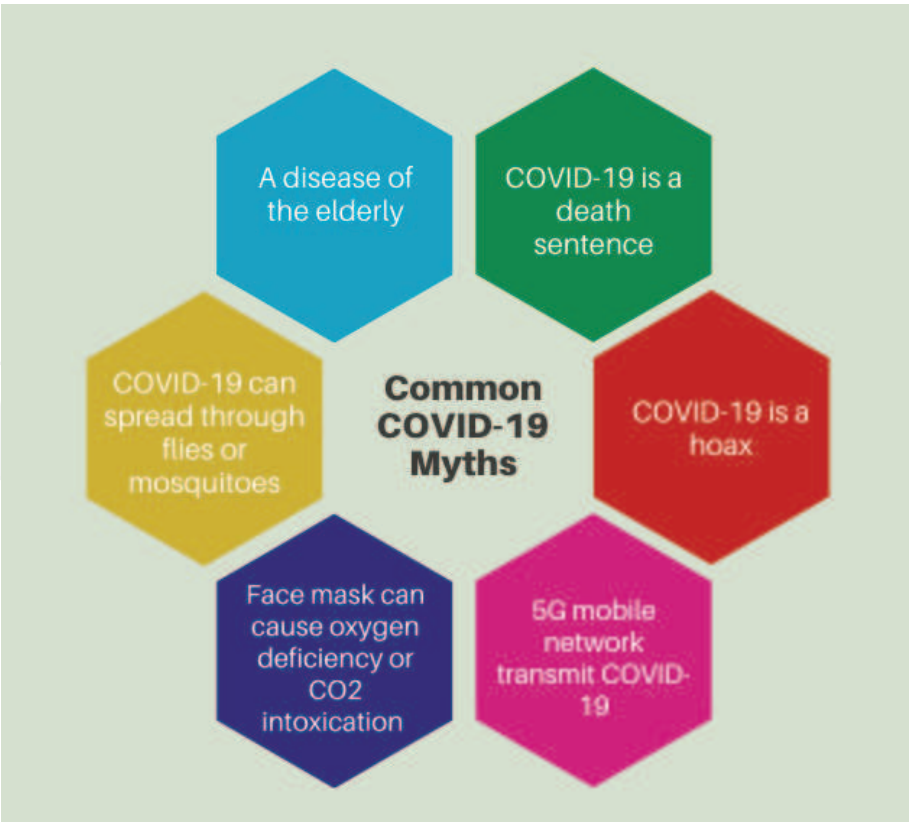 A disease of
the elderly
COVID-19 is a
death
sentence
COVID-19 can
spread through
flies or
mosquitoes
Common
COVID-19
Myths
COVID-19 is a
hoax
Face mask can
cause oxygen
deficiency or
CO2
intoxication
5G mobile
network
transmit COVID-
19